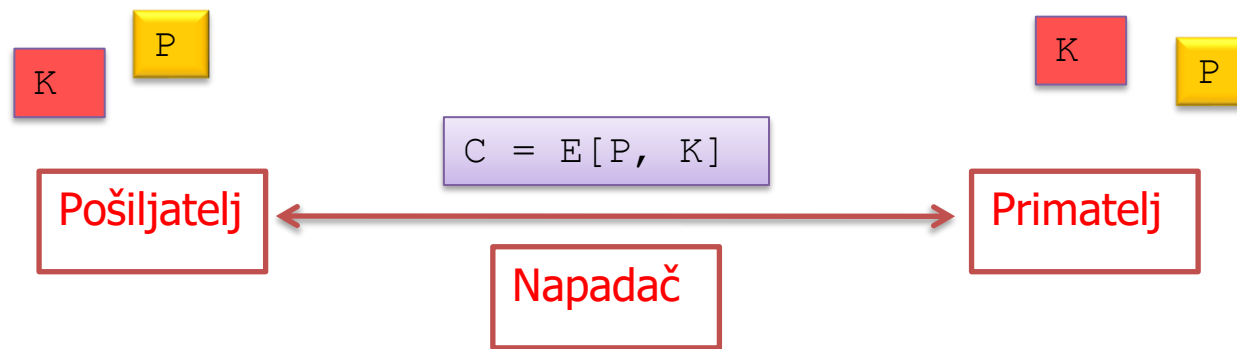 K
P
K
P
C = E[P, K]
Pošiljatelj
Primatelj
Napadač